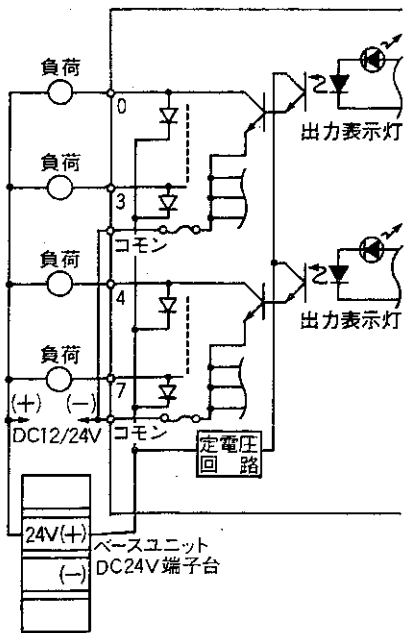 負荷
0
出力表示灯
負荷
3
コモン
負荷
4
出力表示灯
負荷
7
(+) (-)
DC12/24V
コモン
定電圧
回 路
24V(+)
(-)
ベースユニット
DC24V端子台